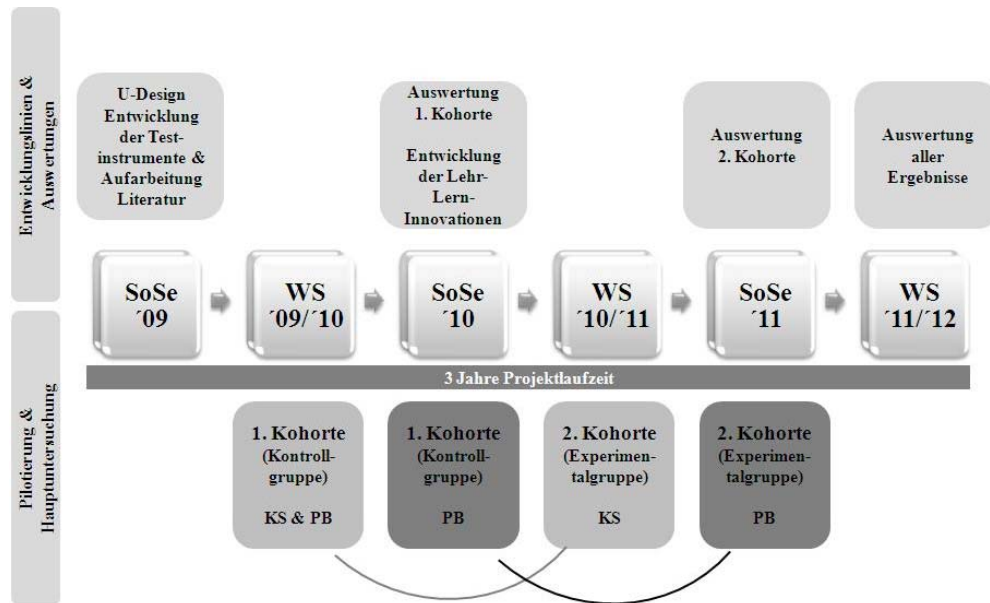 Entwicklungslinien &
Auswertungen
U-Design
Entwicklung
der Test-
instrumente &
Aufarbeitung
Literatur
Auswertung
1. Kohorte
Entwicklung
der Lehr-
Lern-
Innovationen
Auswertung
2. Kohorte
Auswertung
aller
Ergebnisse
SoSe
´09
WS
´09/´10
SoSe
´10
WS
´10/´11
SoSe
´11
WS
´11/´12
3 Jahre Projektlaufzeit
Pilotierung &
Hauptuntersuchung
1. Kohorte
(Kontroll-
gruppe)
KS & PB
1. Kohorte
(Kontroll-
gruppe)
PB
2. Kohorte
(Experimen-
talgruppe)
KS
2. Kohorte
(Experimen-
talgruppe)
PB